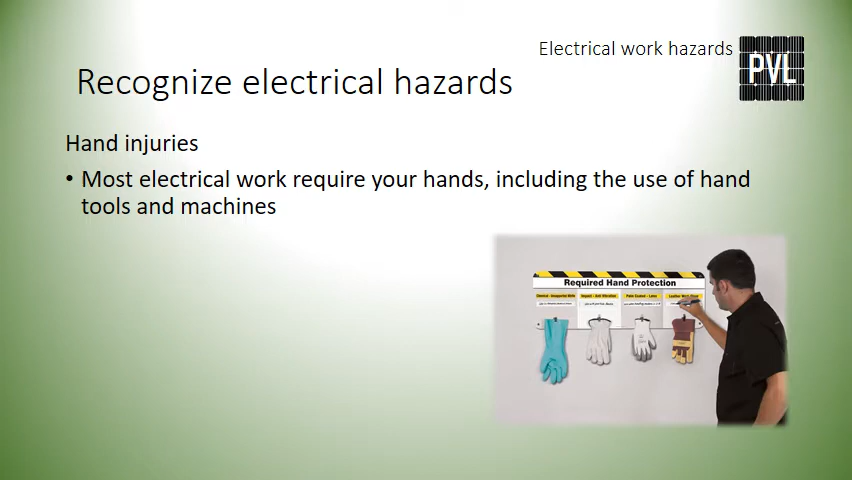 Electrical work hazards
PVL
Recognize electrical hazards
Hand injuries
• Most electrical work require your hands, including the use of hand
tools and machines
Required Hand Protection